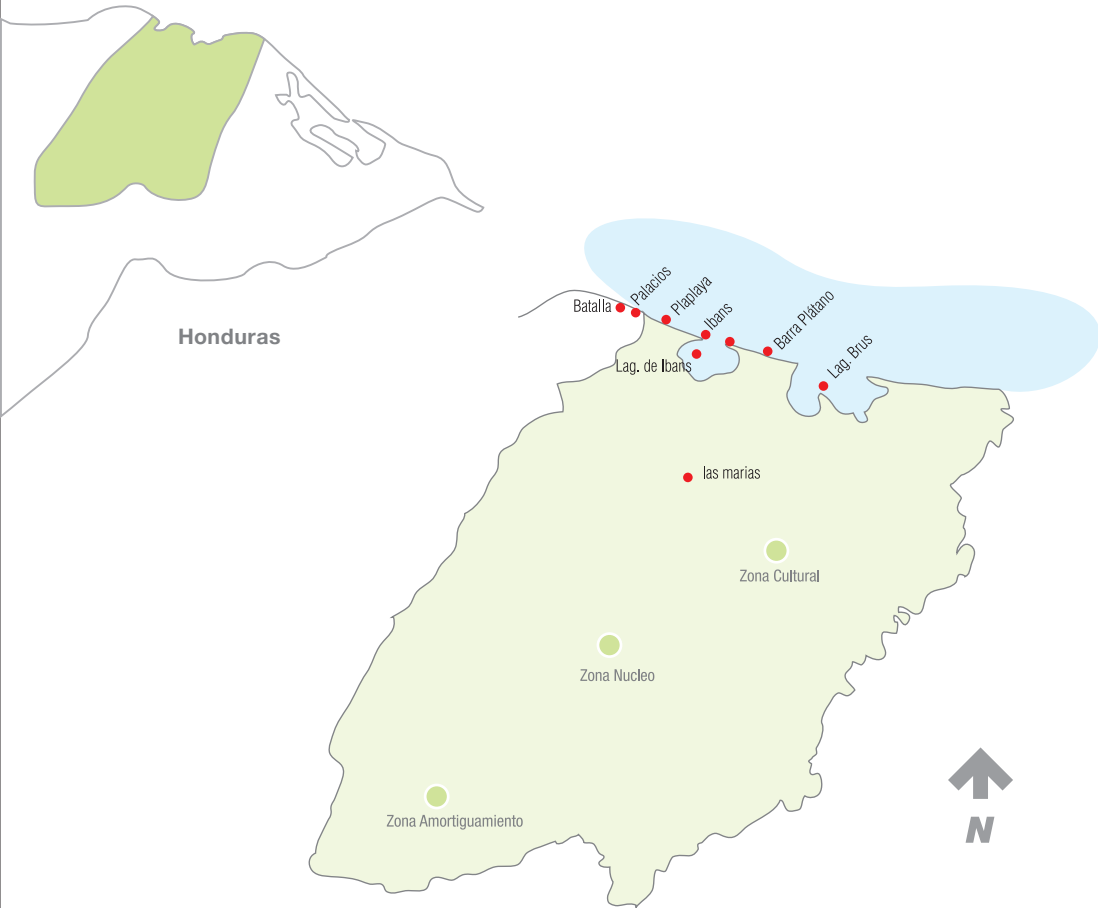 Honduras
Batalla
Palacios
Plaplaya
Ibans
Lag. de Ibans
Barra Plátano
Lag. Brus
las marias
Zona Cultural
Zona Nucleo
Zona Amortiguamiento
N